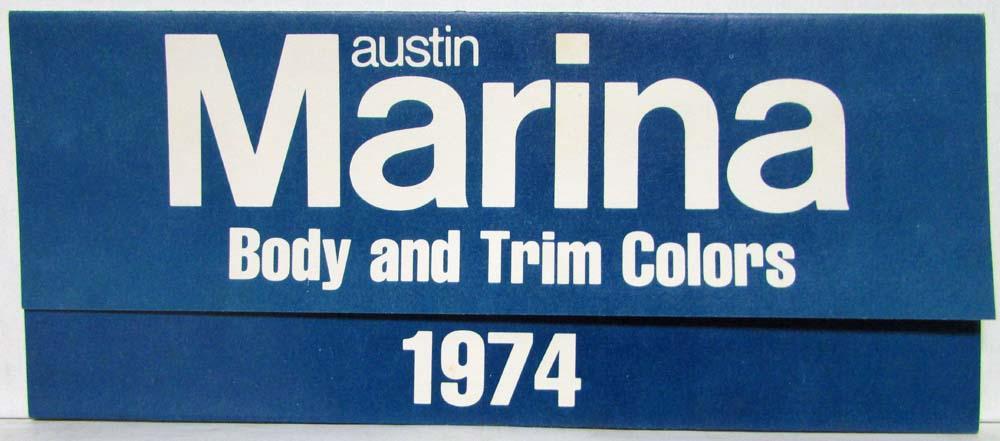 austin
Marina
Body and Trim Colors
1974